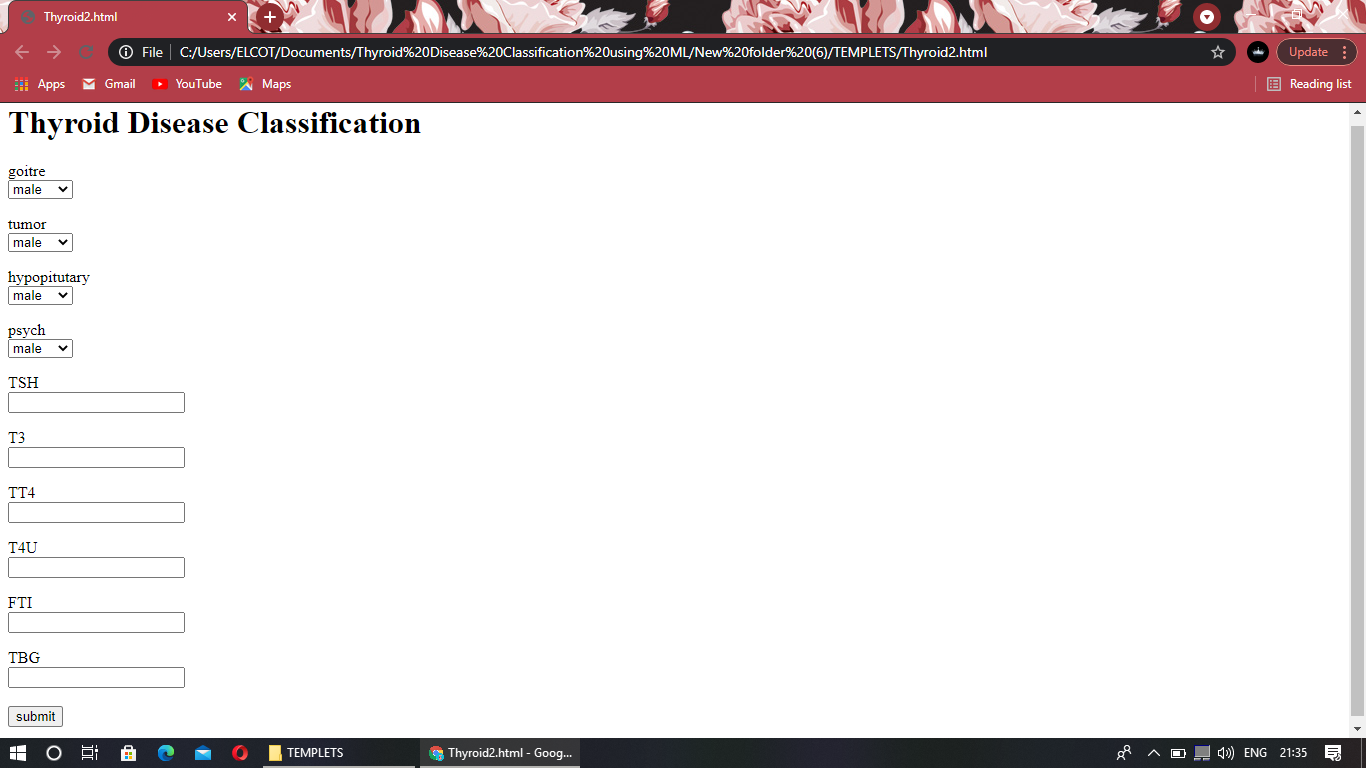 Thyroid2.html
File C:/Users/ELCOT/Documents/Thyroid%20Disease%20Classification%20using%20ML/New%20folder%20(6)/TEMPLETS/Thyroid2.html Update
Apps Gmail YouTube Maps Reading list
Thyroid Disease Classification
goitre
male
tumor
male
hypopitutary
male
psych
male
TSH
T3
TT4
T4U
FTI
TBG
submit
TEMPLETS Thyroid2.html - Goog... ENG 21:35